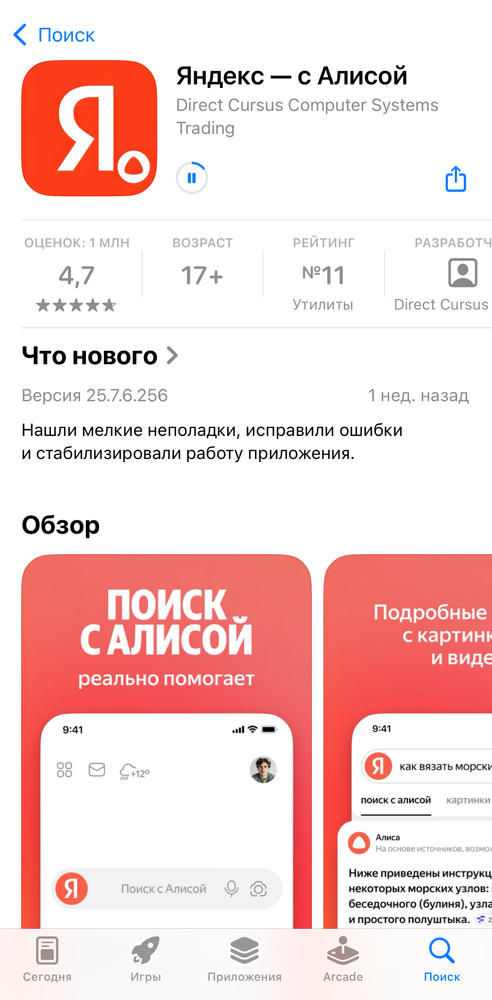 Поиск
Яндекс — с Алисой
Direct Cursus Computer Systems
Trading
ОЦЕНОК: 1 МЛН
4,7
ВОЗРАСТ
17+
РЕЙТИНГ
№11
Утилиты
РАЗРАБОТЧ
Direct Cursus
Что нового
Версия 25.7.6.256
1 нед. назад
Нашли мелкие неполадки, исправили ошибки
и стабилизировали работу приложения.
Обзор
ПОИСК
С АЛИСОЙ
реально помогает
9:41
+12°
Я
Поиск с Алисой
Подробные
с картинк
и виде
9:41
Я
как вязать морски
поиск с алисой
картинки
Алиса
На основе источников, возмож
Ниже приведены инструкц
некоторых морских узлов:
беседочного (булиня), узла
и простого полуштыка.
Сегодня
Игры
Приложения
Arcade
Поиск